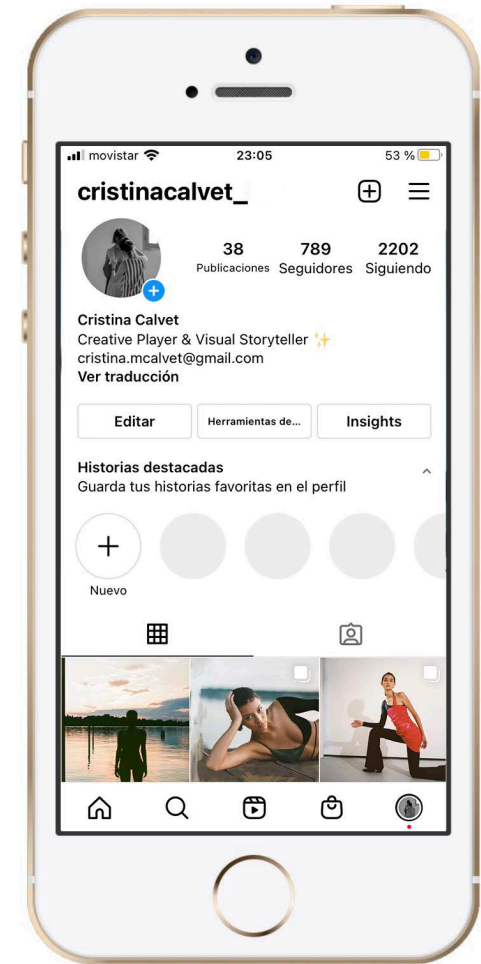 movistar 23:05 53 %
cristinacalvet_
38 789 2202
Publicaciones Seguidores Siguiendo
Cristina Calvet
Creative Player & Visual Storyteller ✨
cristina.mcalvet@gmail.com
Ver traducción
Editar Herramientas de... Insights
Historias destacadas
Guarda tus historias favoritas en el perfil
Nuevo